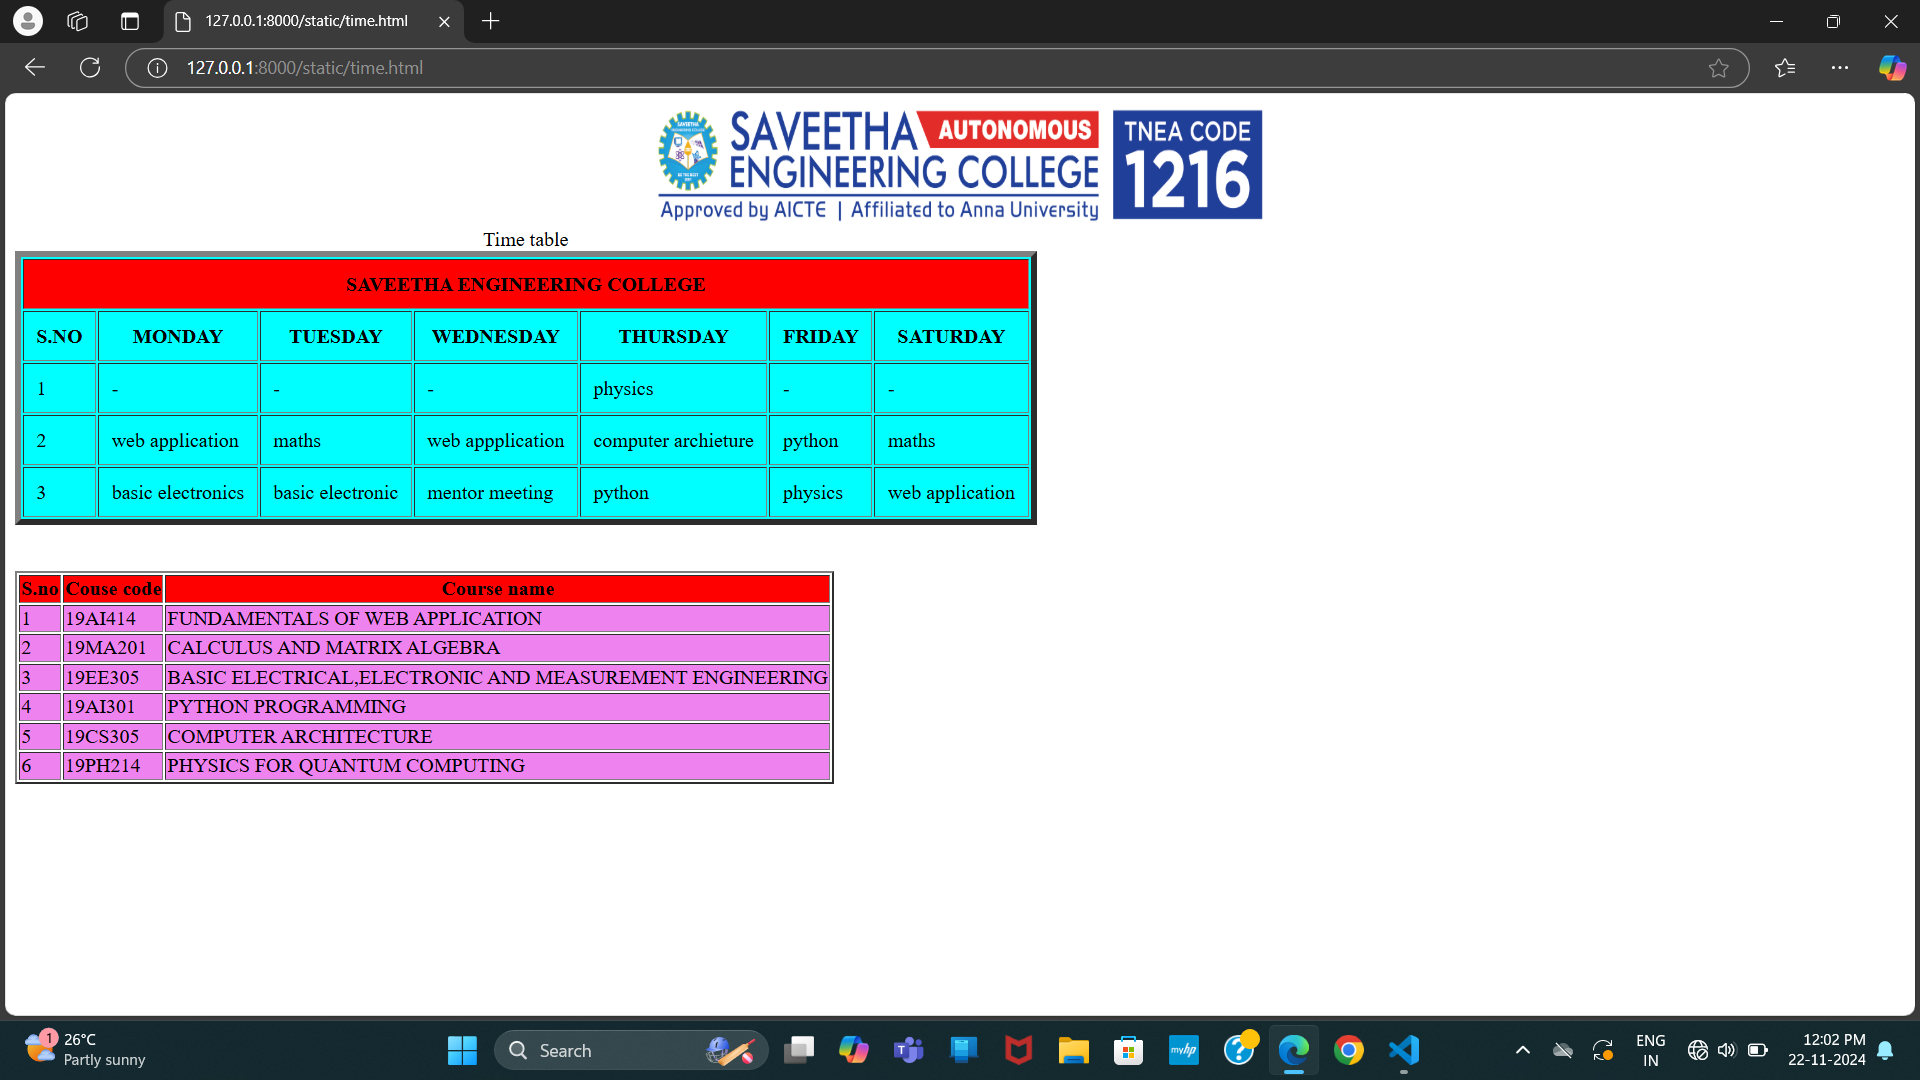 127.0.0.1:8000/static/time.html
127.0.0.1:8000/static/time.html
SAVEETHA AUTONOMOUS
ENGINEERING COLLEGE
Approved by AICTE | Affiliated to Anna University
TNEA CODE
1216
SAVEETHA
Time table
SAVEETHA ENGINEERING COLLEGE
S.NO MONDAY TUESDAY WEDNESDAY THURSDAY FRIDAY SATURDAY
1 - - - physics - -
2 web application maths web appplication computer archieture python maths
3 basic electronics basic electronic mentor meeting python physics web application
S.no Couse code Course name
1 19AI414 FUNDAMENTALS OF WEB APPLICATION
2 19MA201 CALCULUS AND MATRIX ALGEBRA
3 19EE305 BASIC ELECTRICAL,ELECTRONIC AND MEASUREMENT ENGINEERING
4 19AI301 PYTHON PROGRAMMING
5 19CS305 COMPUTER ARCHITECTURE
6 19PH214 PHYSICS FOR QUANTUM COMPUTING
1
26°C
Partly sunny
Search
myhp
ENG
IN
12:02 PM
22-11-2024